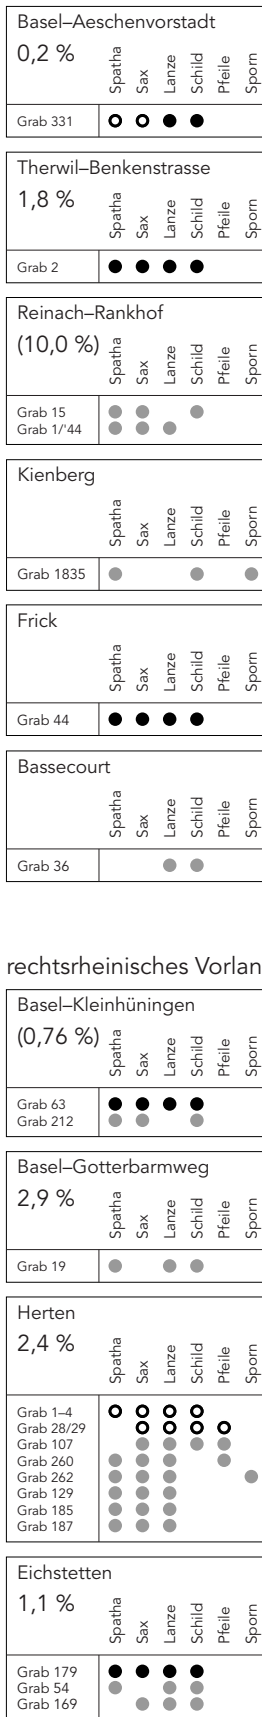 Basel–Aeschenvorstadt
0,2 %
Spatha Sax Lanze Schild Pfeile Sporn
Grab 331
Therwil–Benkenstrasse
1,8 %
Spatha Sax Lanze Schild Pfeile Sporn
Grab 2
Reinach–Rankhof
(10,0 %)
Spatha Sax Lanze Schild Pfeile Sporn
Grab 15
Grab 1/'44
Kienberg
Spatha Sax Lanze Schild Pfeile Sporn
Grab 1835
Frick
Spatha Sax Lanze Schild Pfeile Sporn
Grab 44
Bassecourt
Spatha Sax Lanze Schild Pfeile Sporn
Grab 36
rechtsrheinisches Vorlan
Basel–Kleinhüningen
(0,76 %)
Spatha Sax Lanze Schild Pfeile Sporn
Grab 63
Grab 212
Basel–Gotterbarmweg
2,9 %
Spatha Sax Lanze Schild Pfeile Sporn
Grab 19
Herten
2,4 %
Spatha Sax Lanze Schild Pfeile Sporn
Grab 1–4
Grab 28/29
Grab 107
Grab 260
Grab 262
Grab 129
Grab 185
Grab 187
Eichstetten
1,1 %
Spatha Sax Lanze Schild Pfeile Sporn
Grab 179
Grab 54
Grab 169